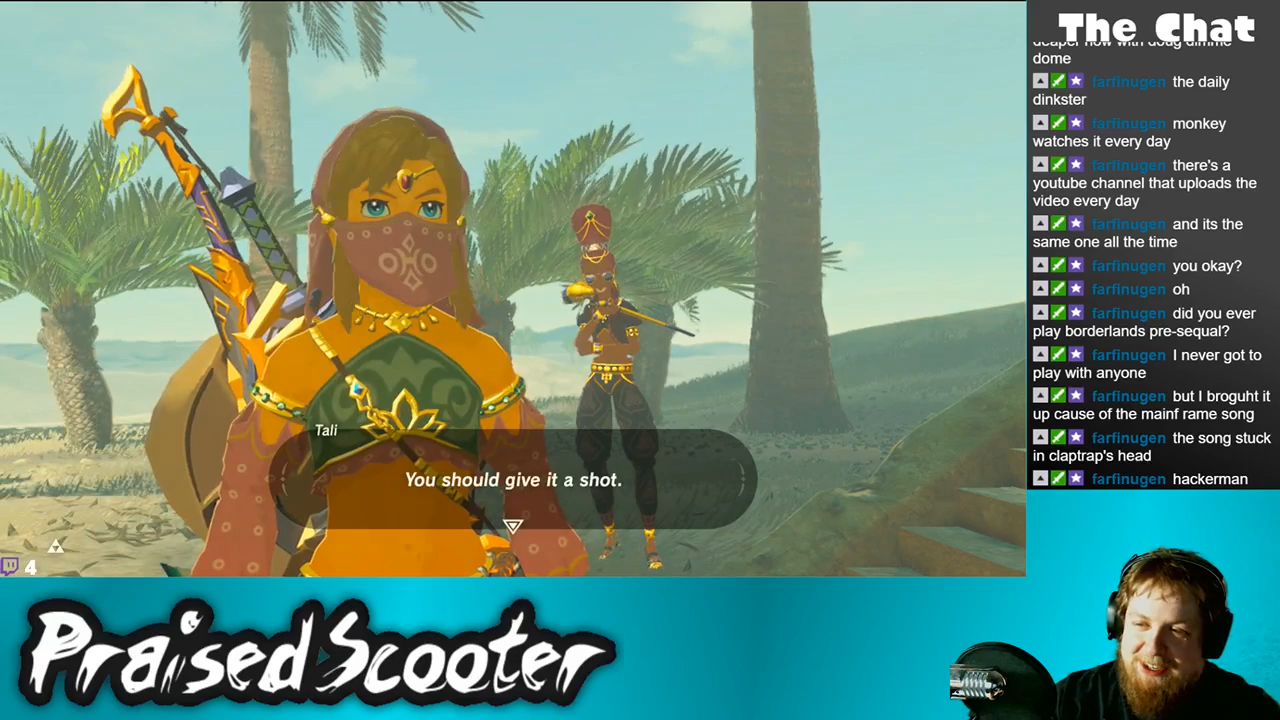 The Chat
deaper now with doug dimme
dome
farfinugen the daily
dinkster
farfinugen monkey
watches it every day
farfinugen there's a
youtube channel that uploads the
video every day
farfinugen and its the
same one all the time
farfinugen you okay?
farfinugen oh
farfinugen did you ever
play borderlands pre-sequal?
farfinugen I never got to
play with anyone
farfinugen but I broguht it
up cause of the mainf rame song
farfinugen the song stuck
in claptrap's head
farfinugen hackerman
Tali
You should give it a shot.
4
PraisedScooter